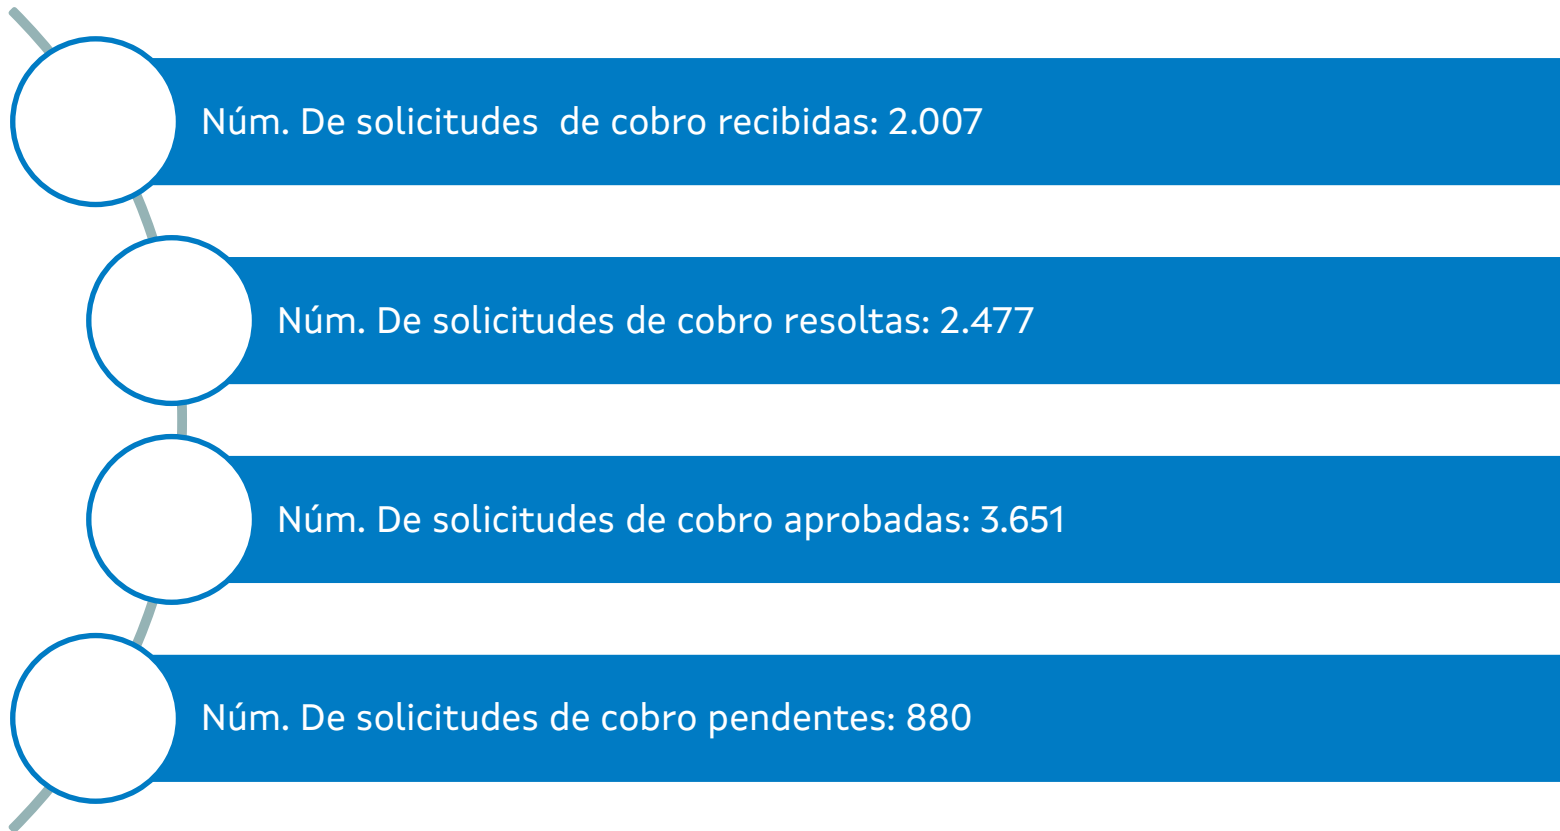 Núm. De solicitudes  de cobro recibidas: 2.007
Núm. De solicitudes de cobro resoltas: 2.477
Núm. De solicitudes de cobro aprobadas: 3.651
Núm. De solicitudes de cobro pendentes: 880